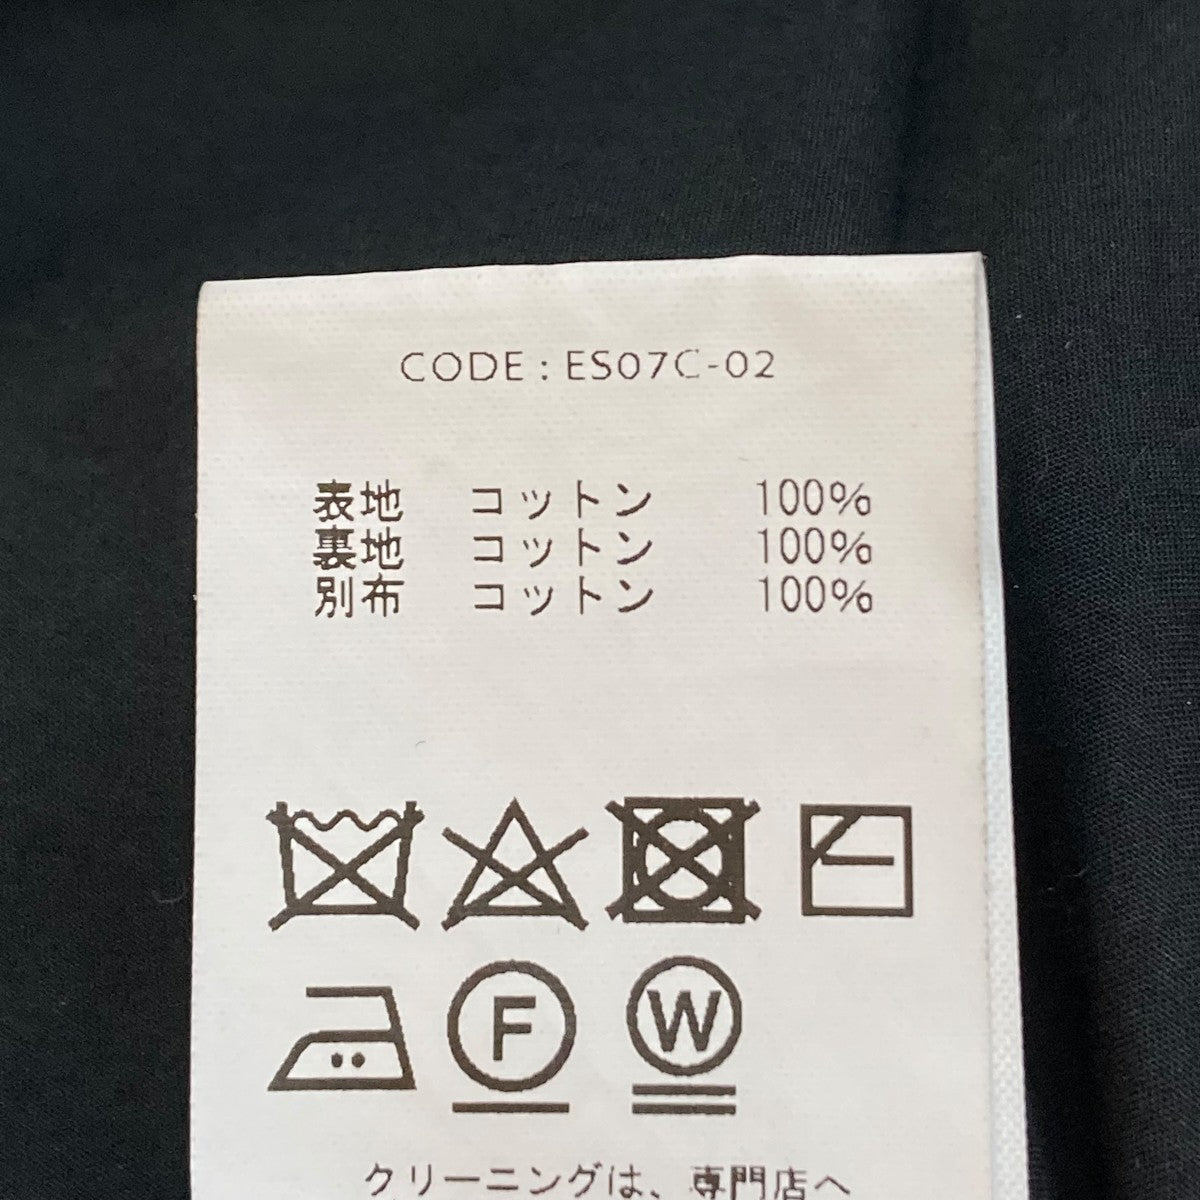 CODE : ES07C-02
表地 コットン 100%
裏地 コットン 100%
別布 コットン 100%
F W
クリーニングは、専門店へ